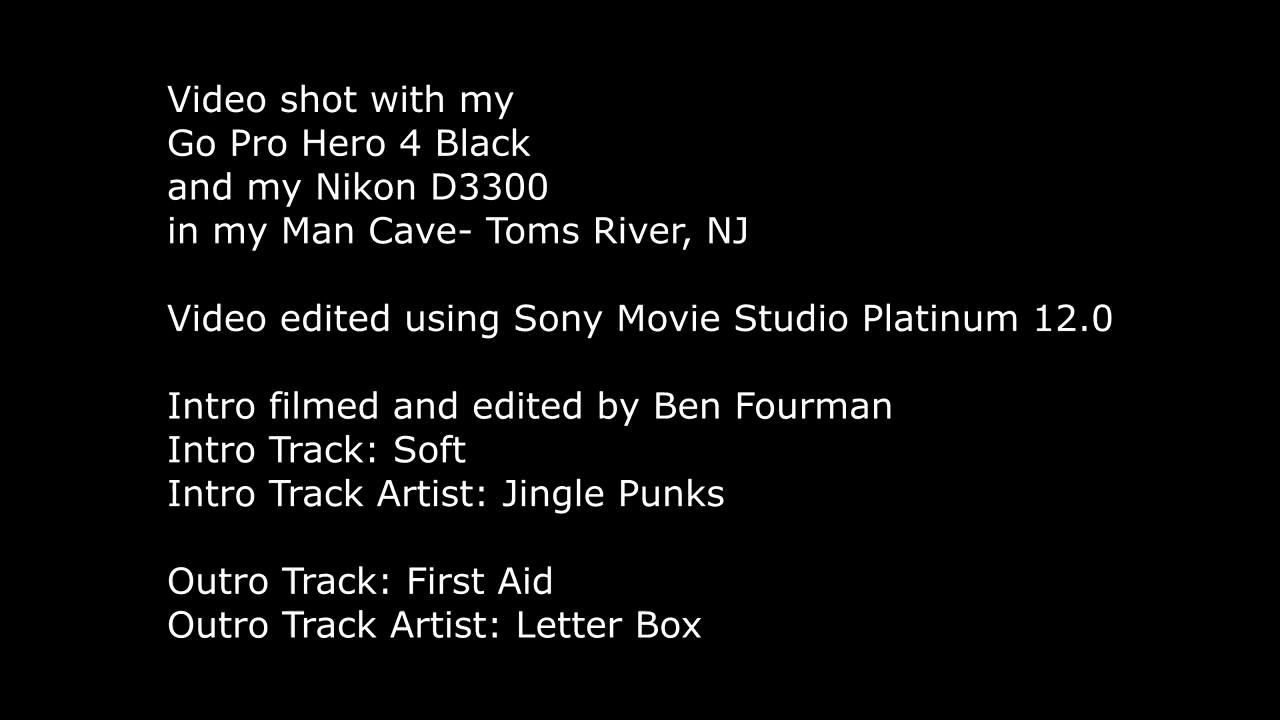 Video shot with my
Go Pro Hero 4 Black
and my Nikon D3300
in my Man Cave- Toms River, NJ
Video edited using Sony Movie Studio Platinum 12.0
Intro filmed and edited by Ben Fourman
Intro Track: Soft
Intro Track Artist: Jingle Punks
Outro Track: First Aid
Outro Track Artist: Letter Box